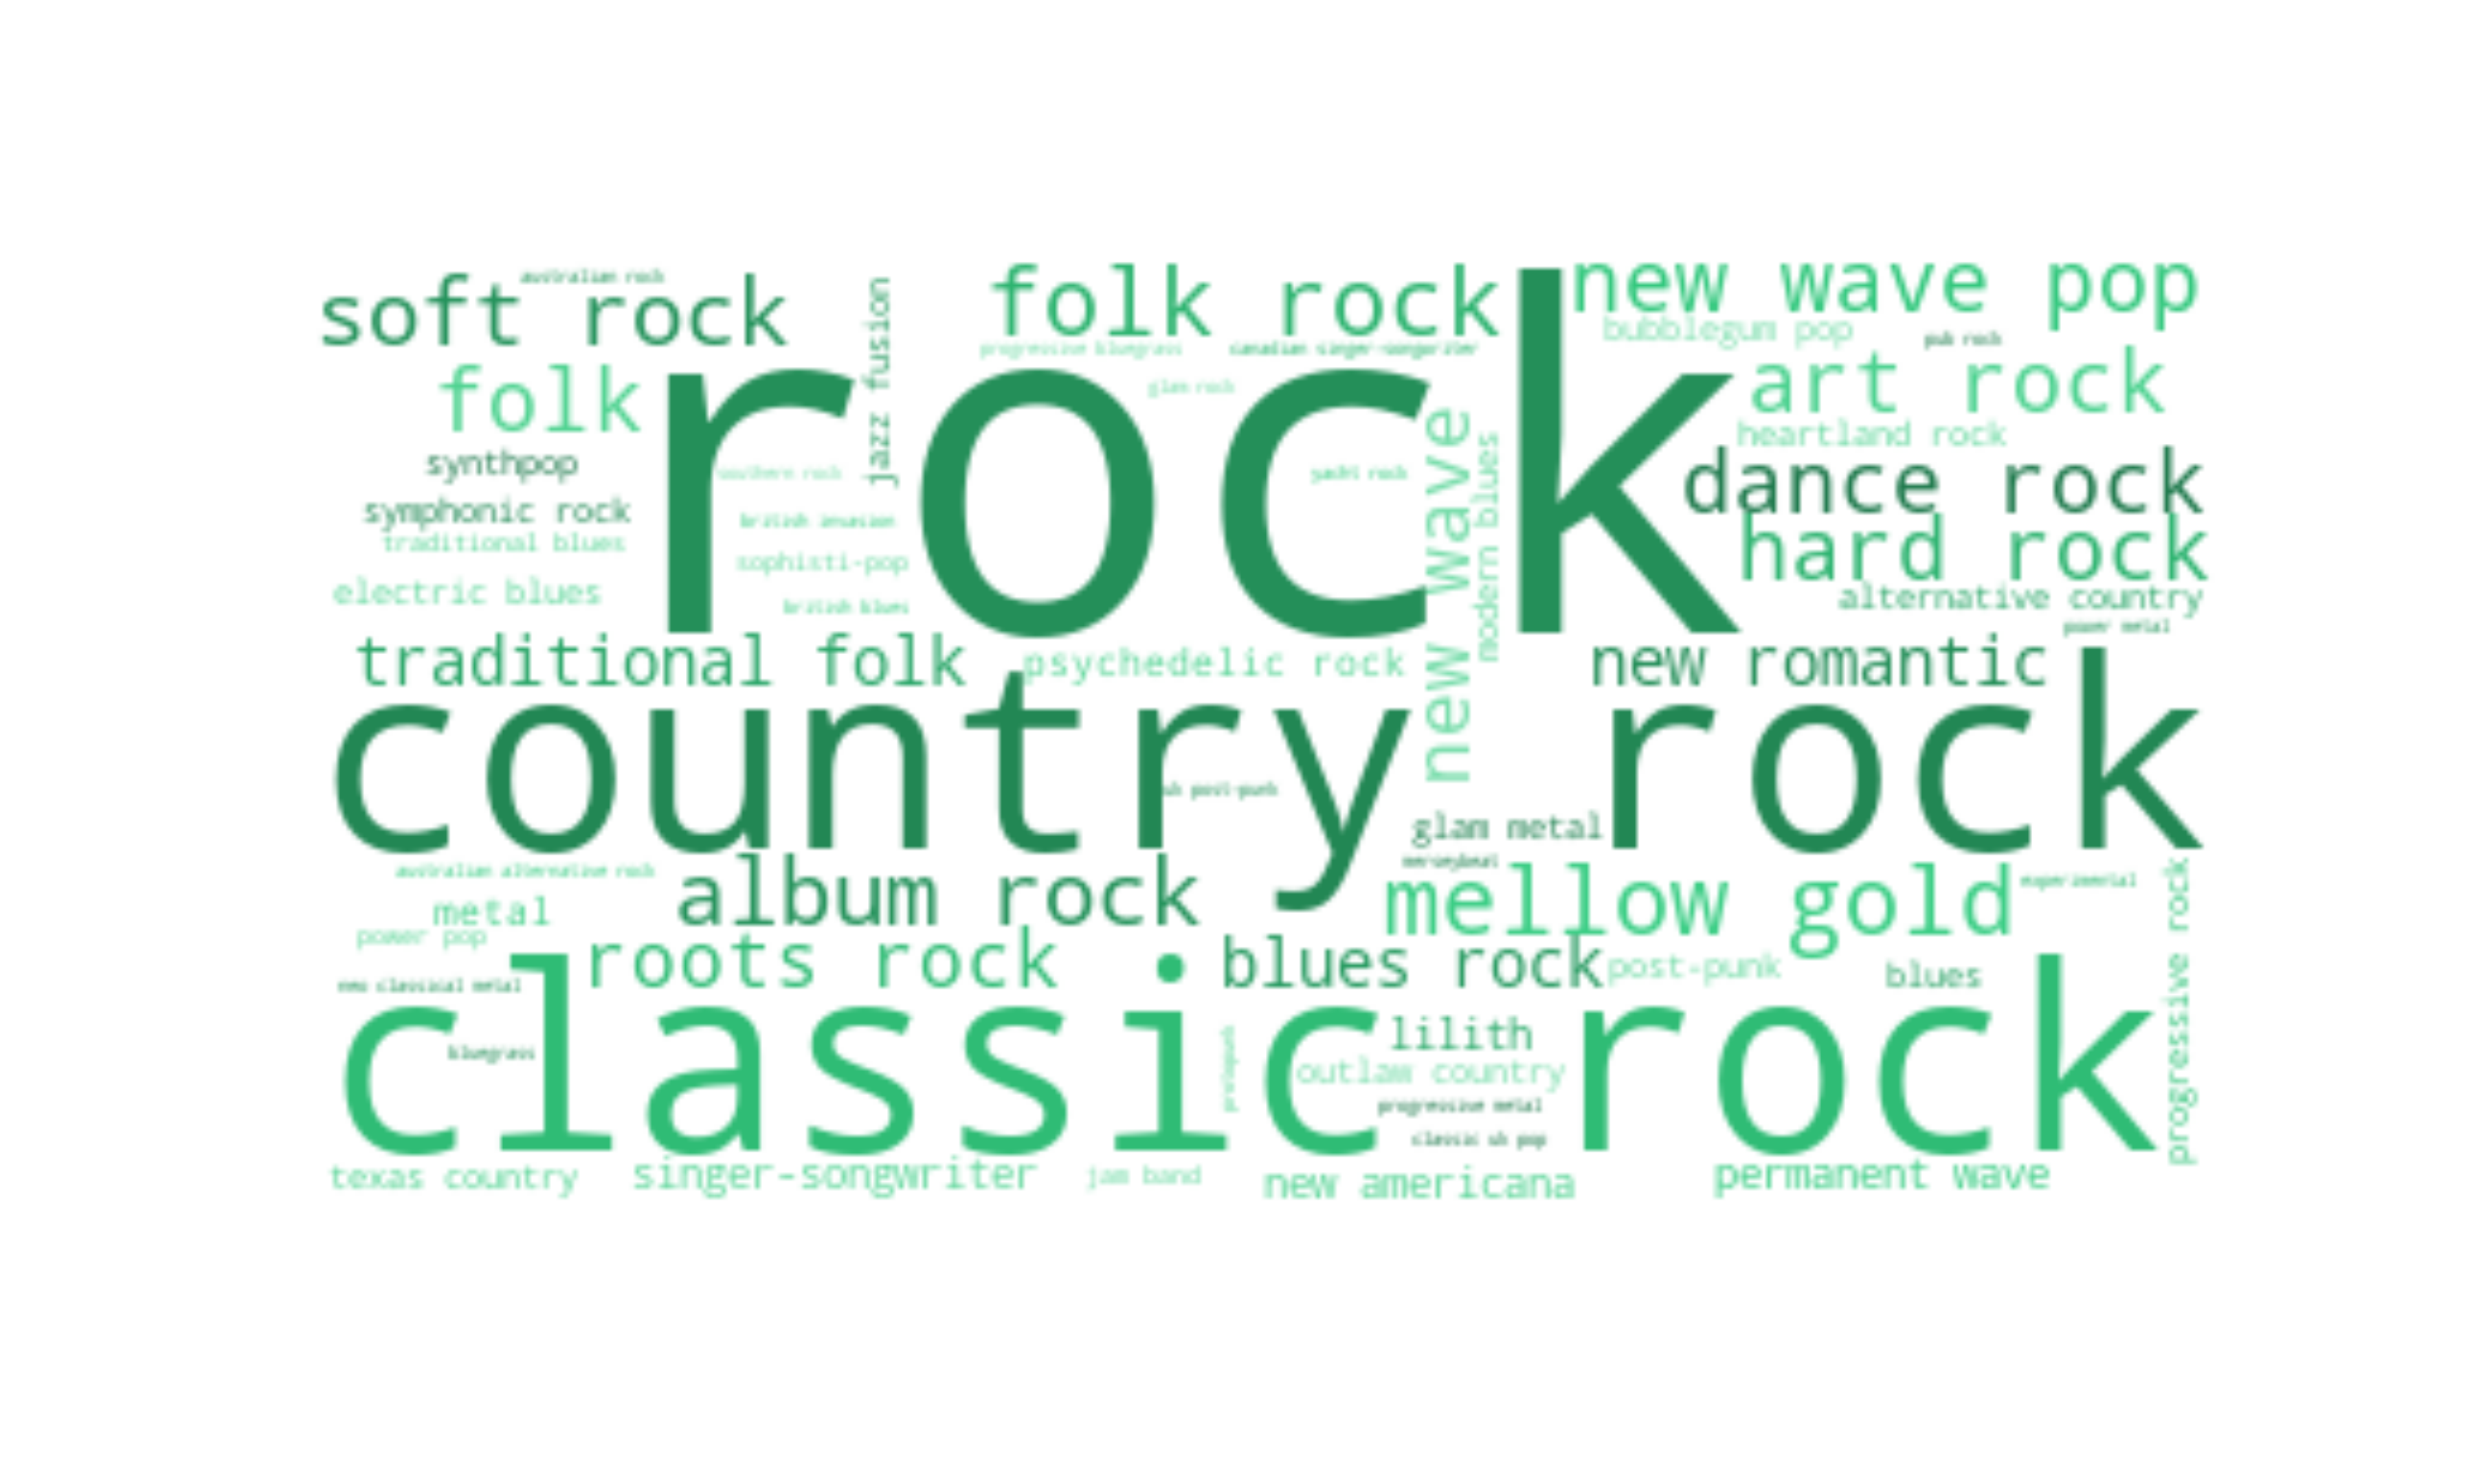 soft rock
australian rock
folk rock
new wave pop
jazz fusion
progressive bluegrass
canadian singer-songwriter
bubblegum pop
pub rock
folk
rock
glam rock
art rock
heartland rock
synthpop
southern rock
yacht rock
new wave
modern blues
dance rock
symphonic rock
british invasion
traditional blues
sophisti-pop
hard rock
electric blues
british blues
alternative country
power metal
traditional folk
psychedelic rock
new romantic
country rock
uk post-punk
glam metal
merseybeat
australian alternative rock
album rock
mellow gold
experimental
metal
power pop
roots rock
blues rock
post-punk
blues
progressive rock
neo classical metal
classic rock
lilith
bluegrass
protopunk
outlaw country
progressive metal
classic uk pop
texas country
singer-songwriter
jam band
new americana
permanent wave